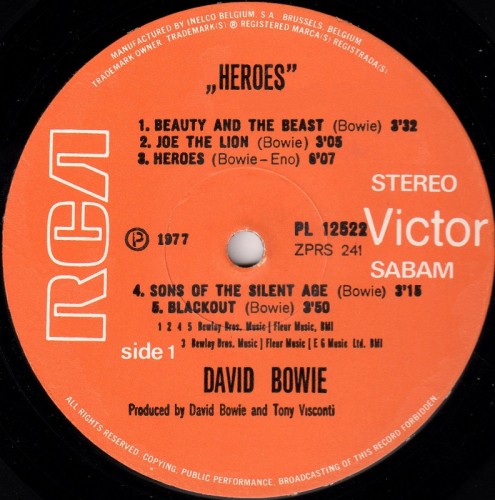 MANUFACTURED BY INELCO BELGIUM, S.A., BRUSSELS, BELGIUM.
TRADEMARK OWNER. TRADEMARK(S) ® REGISTERED MARCA(S) REGISTRADA(S)
„HEROES”
1. BEAUTY AND THE BEAST (Bowie) 3'32
2. JOE THE LION (Bowie) 3'05
3. HEROES (Bowie-Eno) 6'07
RCA
STEREO
Victor
SABAM
Ⓟ 1977
PL 12522
ZPRS 241
4. SONS OF THE SILENT AGE (Bowie) 3'15
5. BLACKOUT (Bowie) 3'50
1 2 4 5 Bewlay Bros. Music | Fleur Music, BMI
3 Bewlay Bros. Music | Fleur Music | E G Music Ltd. BMI
side 1
DAVID BOWIE
Produced by David Bowie and Tony Visconti
ALL RIGHTS RESERVED, COPYING, PUBLIC PERFORMANCE, BROADCASTING OF THIS RECORD FORBIDDEN.